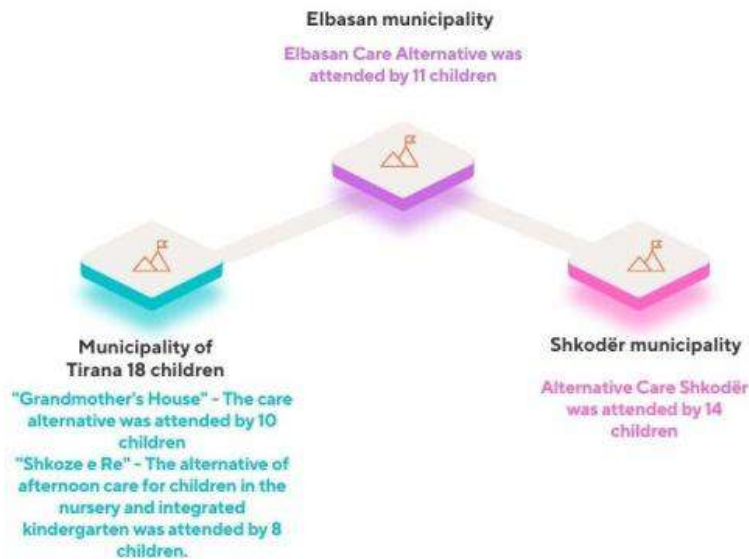 Elbasan municipality
Elbasan Care Alternative was
attended by 11 children
Municipality of
Tirana 18 children
"Grandmother's House" - The care
alternative was attended by 10
children
"Shkoze e Re" - The alternative of
afternoon care for children in the
nursery and integrated
kindergarten was attended by 8
children.
Shkodër municipality
Alternative Care Shkodër
was attended by 14
children